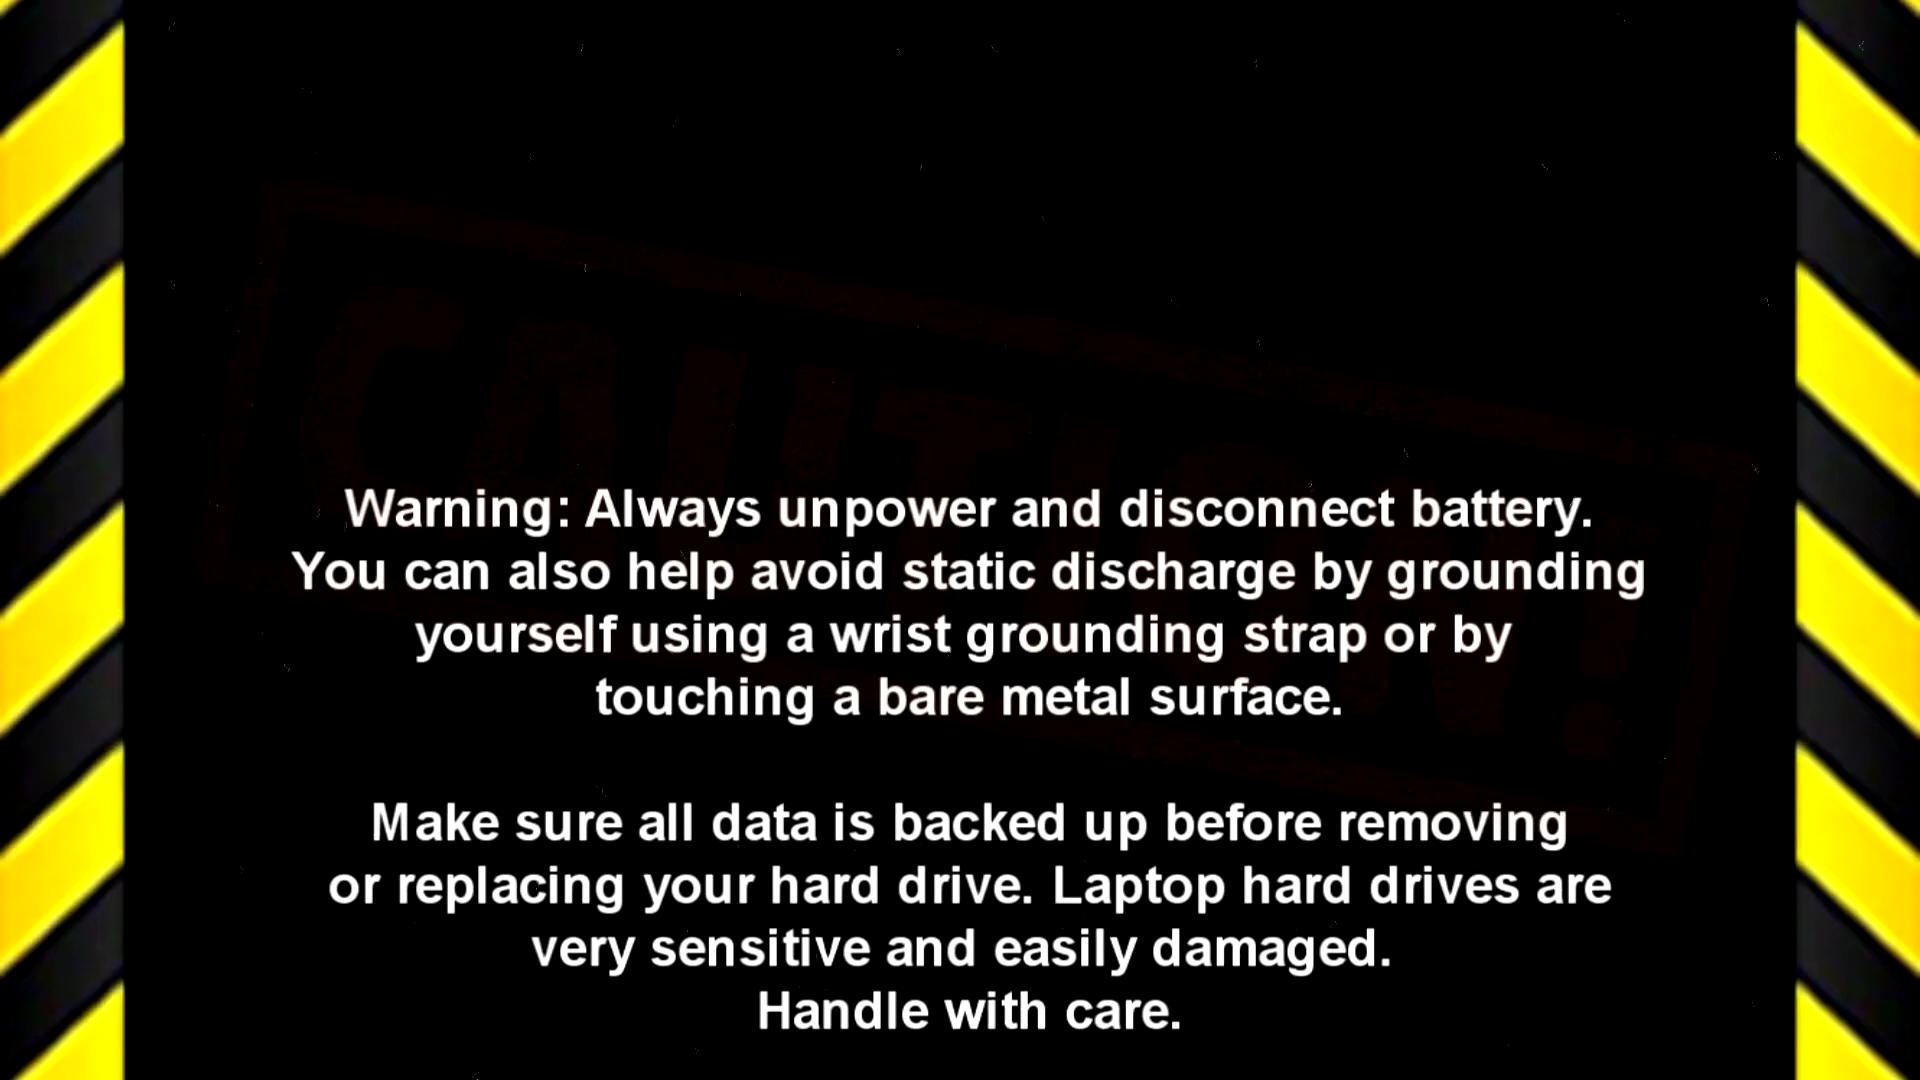 CAUTION!
Warning: Always unpower and disconnect battery.
You can also help avoid static discharge by grounding
yourself using a wrist grounding strap or by
touching a bare metal surface.
Make sure all data is backed up before removing
or replacing your hard drive. Laptop hard drives are
very sensitive and easily damaged.
Handle with care.